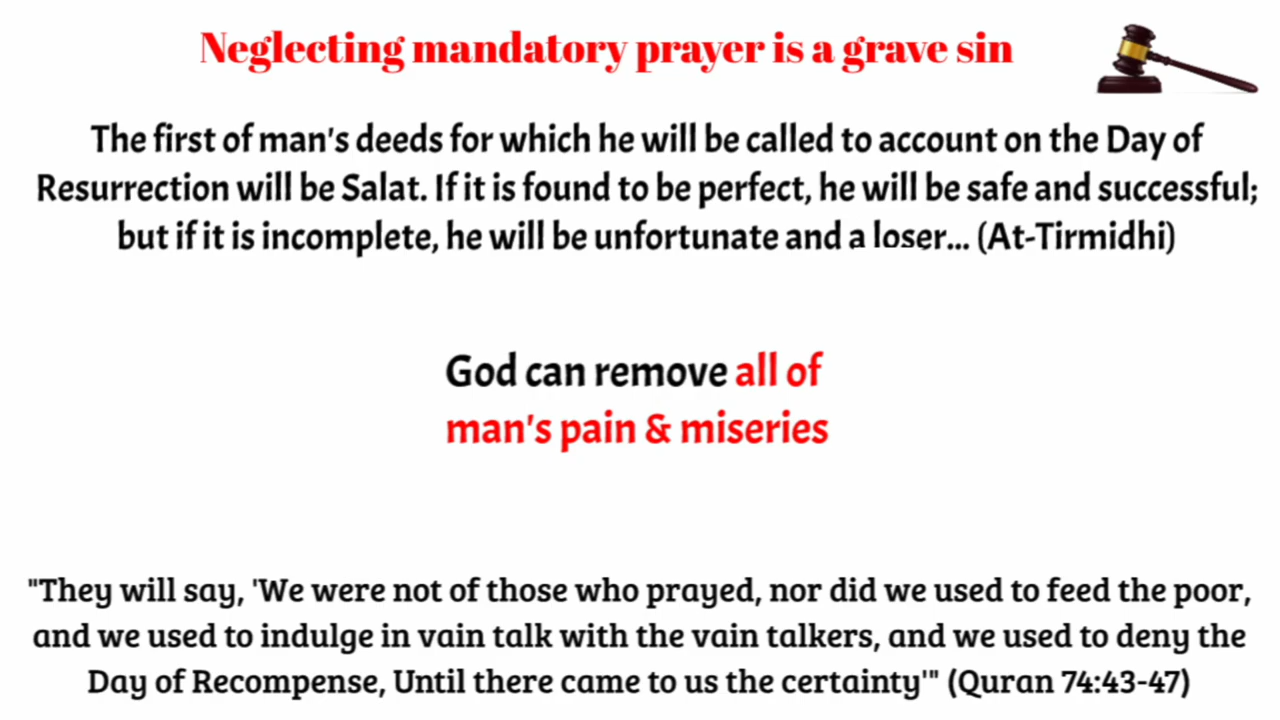 Neglecting mandatory prayer is a grave sin
The first of man's deeds for which he will be called to account on the Day of
Resurrection will be Salat. If it is found to be perfect, he will be safe and successful;
but if it is incomplete, he will be unfortunate and a loser... (At-Tirmidhi)
God can remove all of
man's pain & miseries
"They will say, 'We were not of those who prayed, nor did we used to feed the poor,
and we used to indulge in vain talk with the vain talkers, and we used to deny the
Day of Recompense, Until there came to us the certainty'" (Quran 74:43-47)